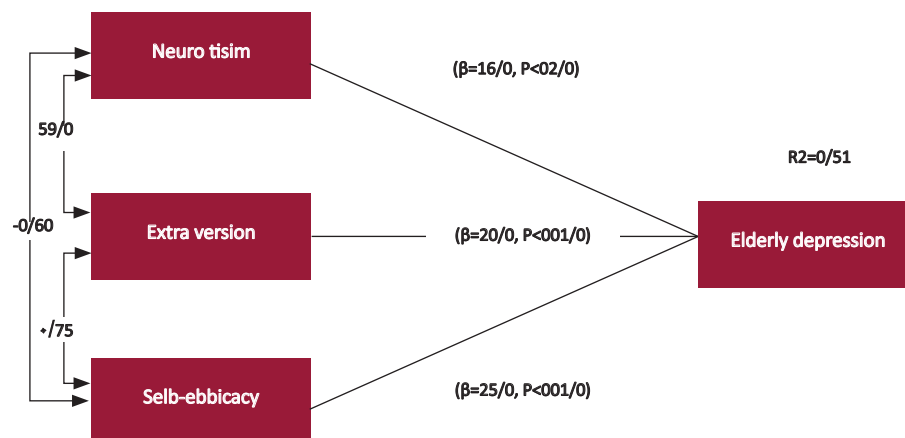 Neuro tisim
(β=16/0, P<02/0)
59/0
R2=0/51
-0/60
Extra version
(β=20/0, P<001/0)
Elderly depression
٠/75
Selb-ebbicacy
(β=25/0, P<001/0)